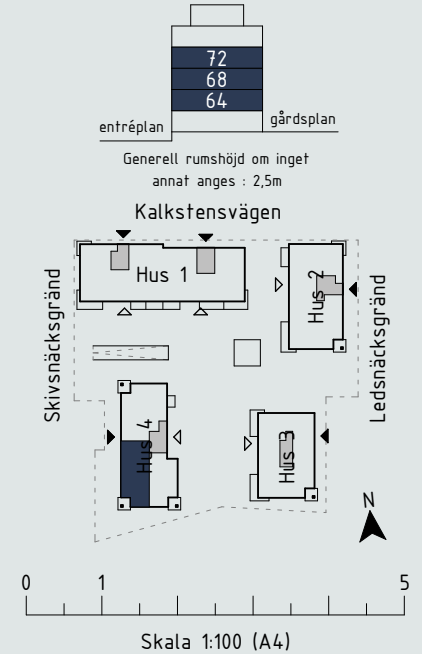 72
68
64
entréplan
gårdsplan
Generell rumshöjd om inget
annat anges : 2,5m
Kalkstensvägen
Skivsnäcksgränd
Hus 1
Hus 2
Ledsnäcksgränd
Hus 4
Hus 3
N
0 1 5
Skala 1:100 (A4)